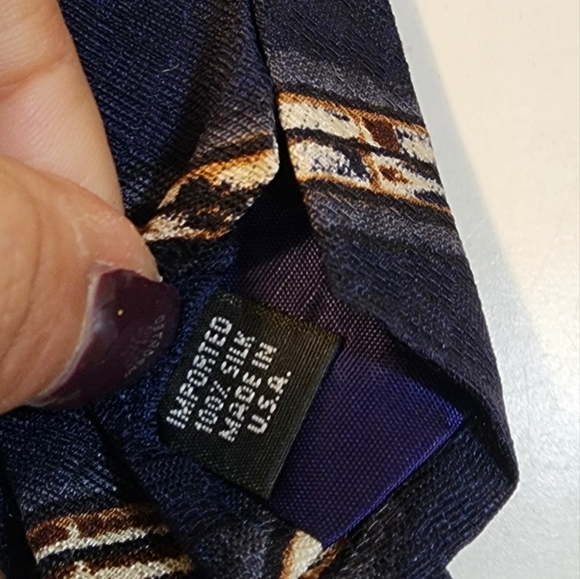 IMPORTED
100% SILK
MADE IN
U.S.A.